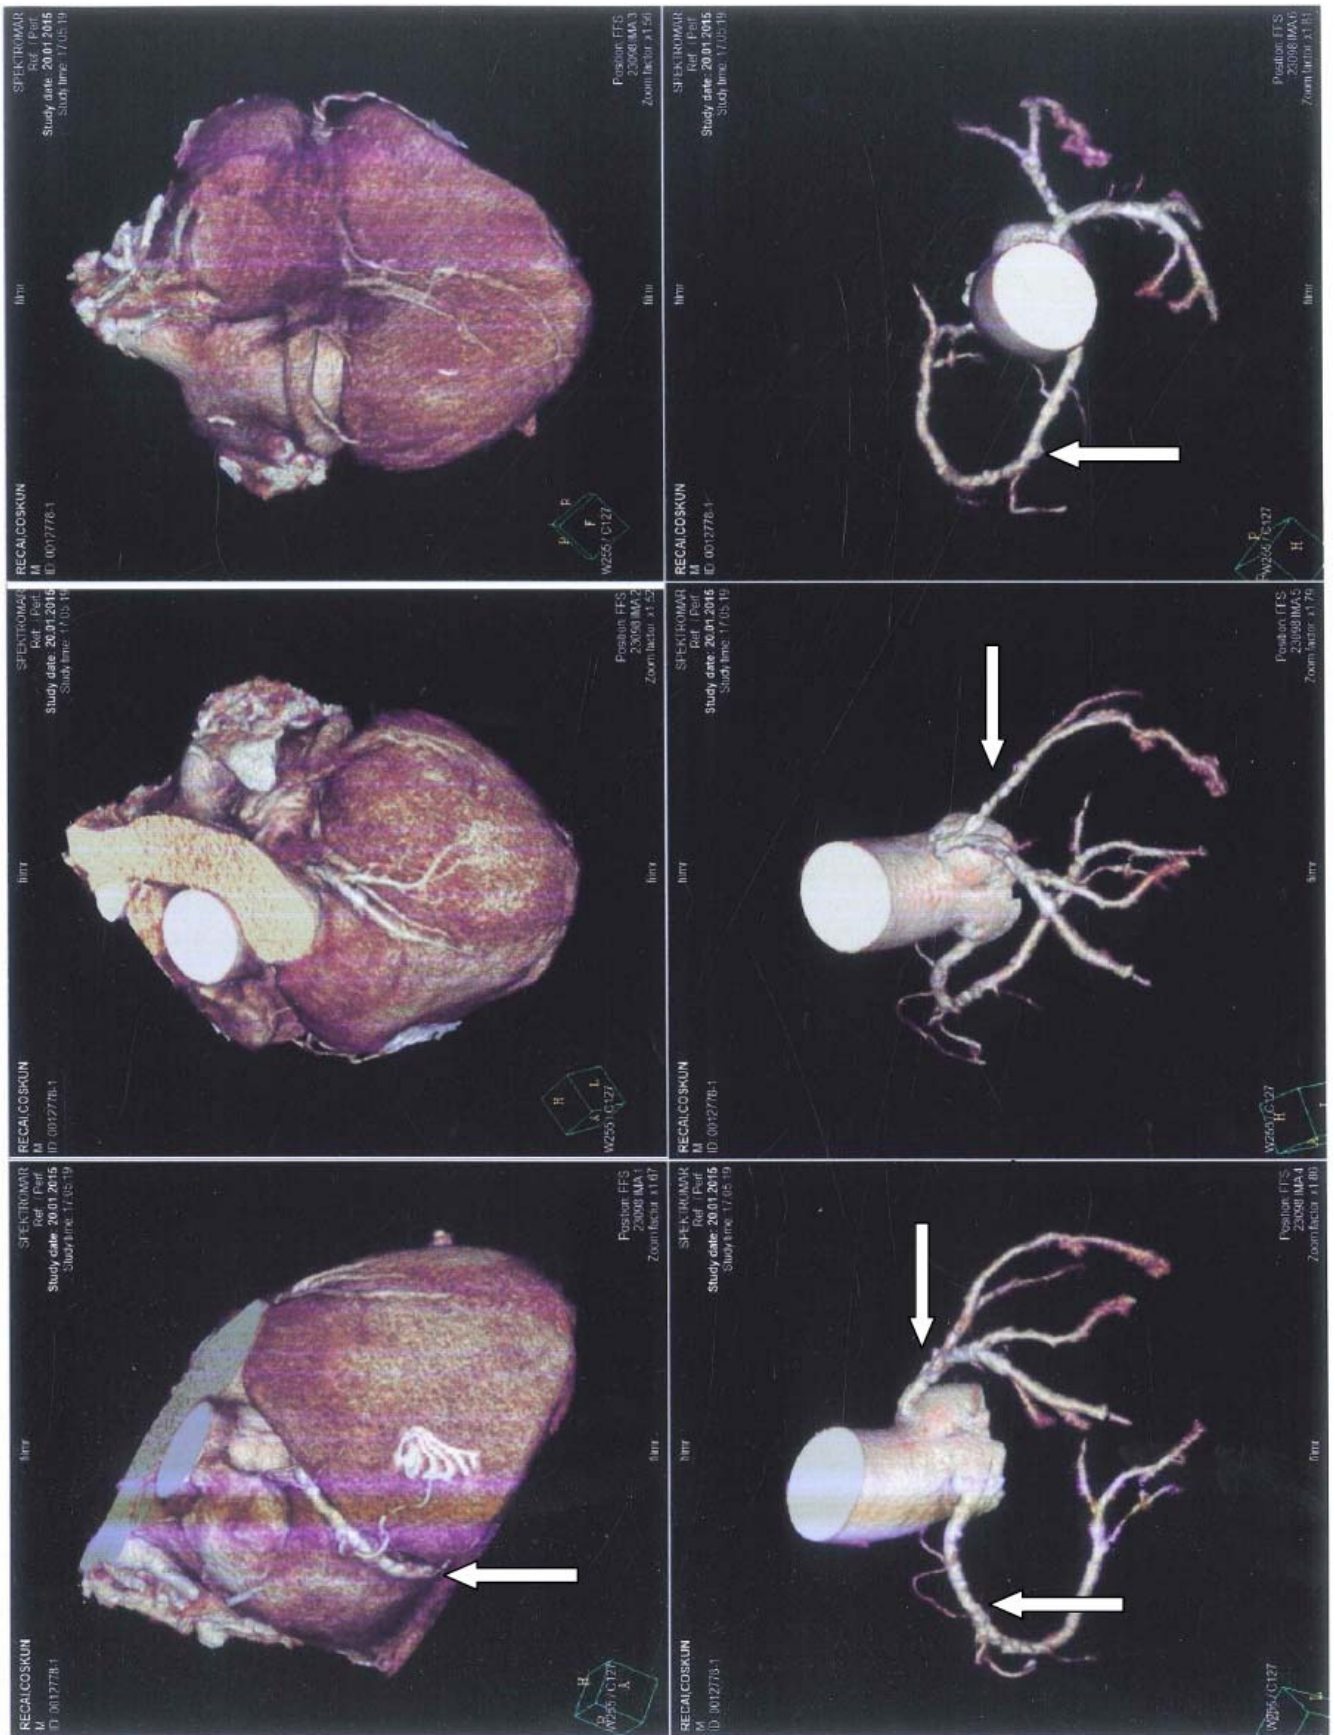 RECAI,COSKUN
M
ID: 0012778-1
SPEKTROMAR
Ref. / Perf.
Study date: 20.01.2015
Study time: 17:05:19
W255 / C127
Position: FFS
23098 IMA:1
Zoom factor x1.67
RECAI,COSKUN
M
ID: 0012778-1
SPEKTROMAR
Ref. / Perf.
Study date: 20.01.2015
Study time: 17:05:19
H
L
W255 / C127
Position: FFS
23098 IMA:2
Zoom factor x1.52
RECAI,COSKUN
M
ID: 0012778-1
SPEKTROMAR
Ref. / Perf.
Study date: 20.01.2015
Study time: 17:05:19
F
W255 / C127
Position: FFS
23098 IMA:3
Zoom factor x1.56
RECAI,COSKUN
M
ID: 0012778-1
SPEKTROMAR
Ref. / Perf.
Study date: 20.01.2015
Study time: 17:05:19
W255 / C127
Position: FFS
23098 IMA:4
Zoom factor
RECAI,COSKUN
M
ID: 0012778-1
SPEKTROMAR
Ref. / Perf.
Study date: 20.01.2015
Study time: 17:05:19
H
W255 / C127
Position: FFS
23098 IMA:5
Zoom factor x1.79
RECAI,COSKUN
M
ID: 0012778-1
SPEKTROMAR
Ref. / Perf.
Study date: 20.01.2015
Study time: 17:05:19
H
W255 / C127
Position: FFS
23098 IMA:6
Zoom factor x1.81